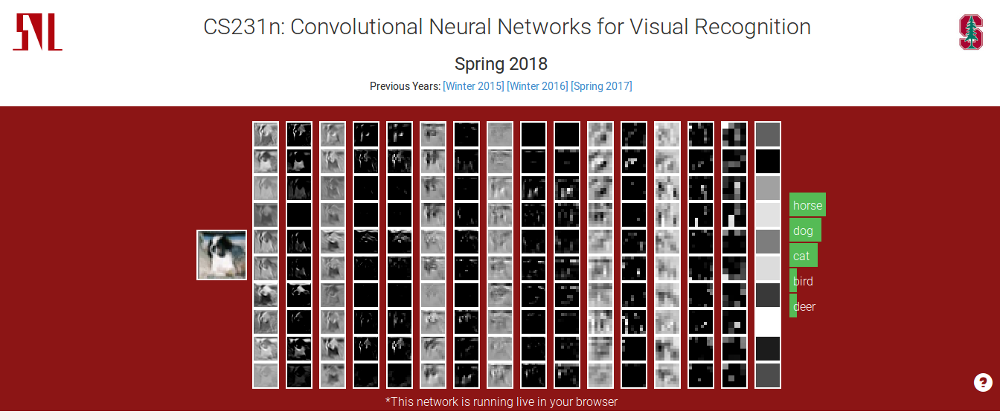 CS231n: Convolutional Neural Networks for Visual Recognition
Spring 2018
Previous Years: [Winter 2015] [Winter 2016] [Spring 2017]
horse
dog
cat
bird
deer
?
*This network is running live in your browser